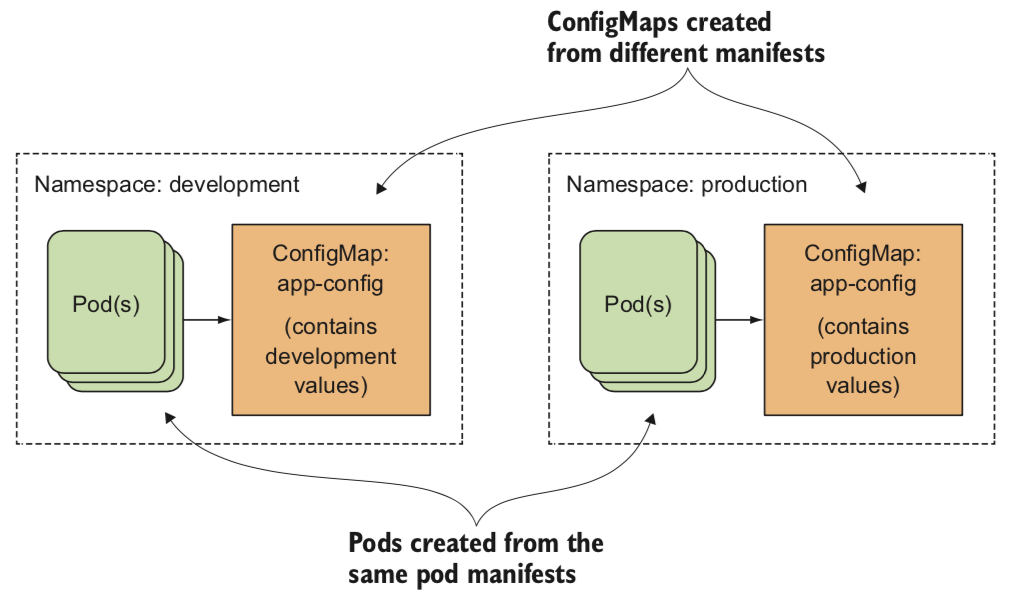 ConfigMaps created
from different manifests
Namespace: development
Pod(s)
ConfigMap:
app-config
(contains
development
values)
Namespace: production
Pod(s)
ConfigMap:
app-config
(contains
production
values)
Pods created from the
same pod manifests